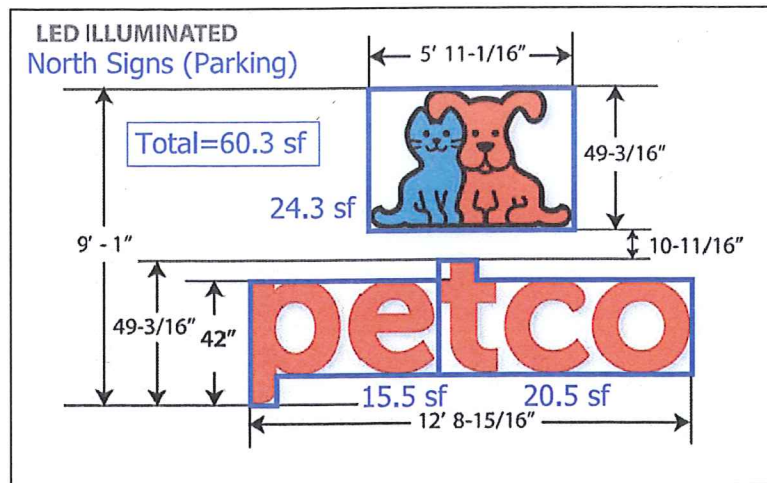 LED ILLUMINATED
North Signs (Parking)
5' 11-1/16"
Total=60.3 sf
49-3/16"
24.3 sf
9' - 1"
10-11/16"
petco
49-3/16"
42"
15.5 sf
20.5 sf
12' 8-15/16"